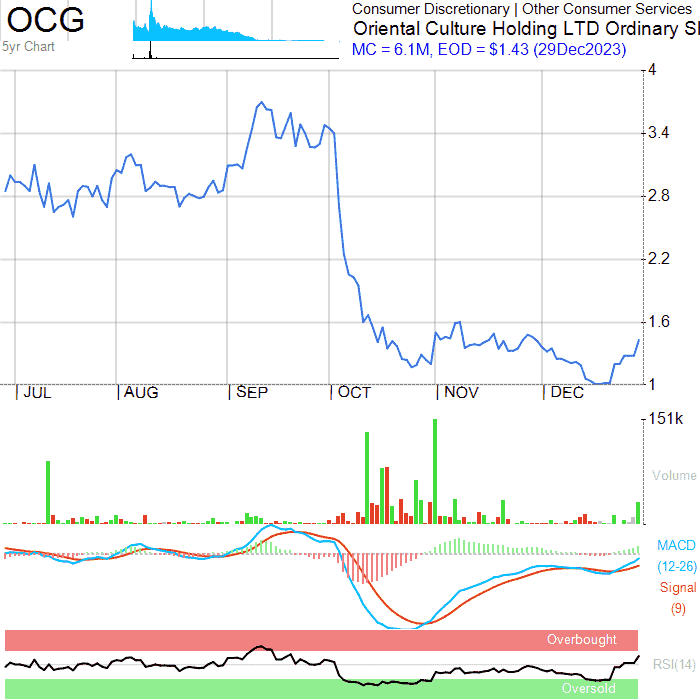 OCG
5yr Chart
Consumer Discretionary | Other Consumer Services
Oriental Culture Holding LTD Ordinary S
MC = 6.1M, EOD = $1.43 (29Dec2023)
4
3.4
2.8
2.2
1.6
1
JUL
AUG
SEP
OCT
NOV
DEC
151k
Volume
MACD
(12-26)
Signal
(9)
Overbought
RSI(14)
Oversold